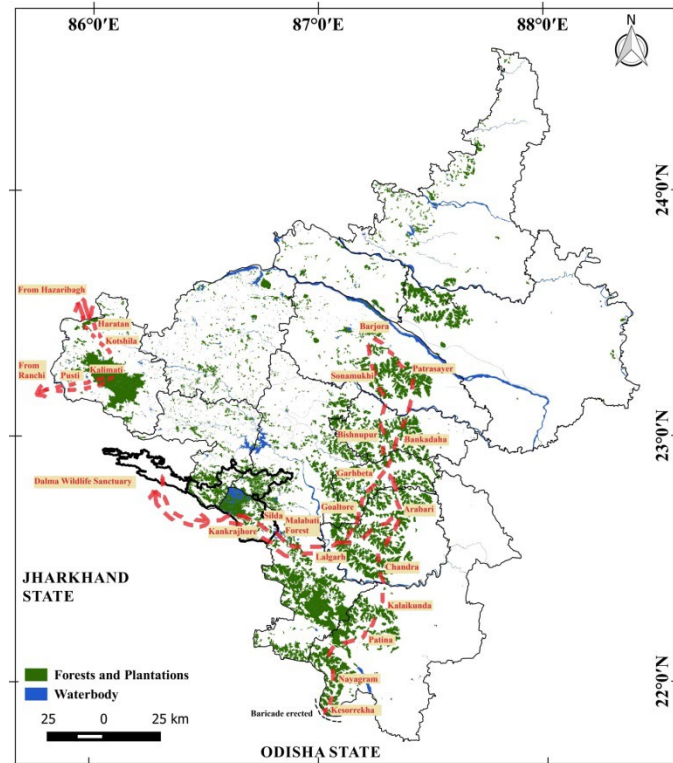 86°0′E 87°0′E 88°0′E
N
24°0′N
From Hazaribagh
Haratan
Barjora
Kotshila
From
Ranchi
Pusti
Kalimati
Patrasayer
Sonamukhi
23°0′N
Bishnupur
Bankadaha
Garhbeta
Dalma Wildlife Sanctuary
Goaltore
Arabari
Silda
Malabati
Forest
Kankrajhore
Lalgarh
Chandra
JHARKHAND
STATE
Kalaikunda
Patina
Forests and Plantations
Nayagram
22°0′N
Waterbody
Kesorrekha
25 0 25 km
Baricade erected
ODISHA STATE